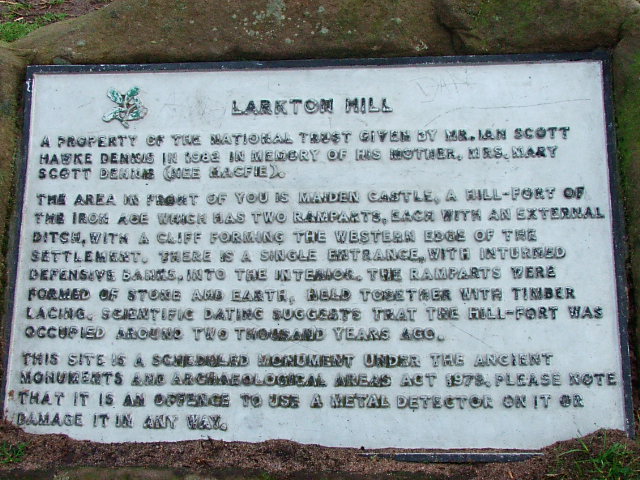 LARKTON HILL
A PROPERTY OF THE NATIONAL TRUST GIVEN BY MR. IAN SCOTT
HAWKE DENNIS IN 1982 IN MEMORY OF HIS MOTHER, MRS. MARY
SCOTT DENNIS (NEE MACFIE).
THE AREA IN FRONT OF YOU IS MAIDEN CASTLE, A HILL-FORT OF
THE IRON AGE WHICH HAS TWO RAMPARTS, EACH WITH AN EXTERNAL
DITCH, WITH A CLIFF FORMING THE WESTERN EDGE OF THE
SETTLEMENT. THERE IS A SINGLE ENTRANCE, WITH INTURNED
DEFENSIVE BANKS, INTO THE INTERIOR. THE RAMPARTS WERE
FORMED OF STONE AND EARTH, HELD TOGETHER WITH TIMBER
LACING. SCIENTIFIC DATING SUGGESTS THAT THE HILL-FORT WAS
OCCUPIED AROUND TWO THOUSAND YEARS AGO.
THIS SITE IS A SCHEDULED MONUMENT UNDER THE ANCIENT
MONUMENTS AND ARCHAEOLOGICAL AREAS ACT 1979. PLEASE NOTE
THAT IT IS AN OFFENCE TO USE A METAL DETECTOR ON IT OR
DAMAGE IT IN ANY WAY.